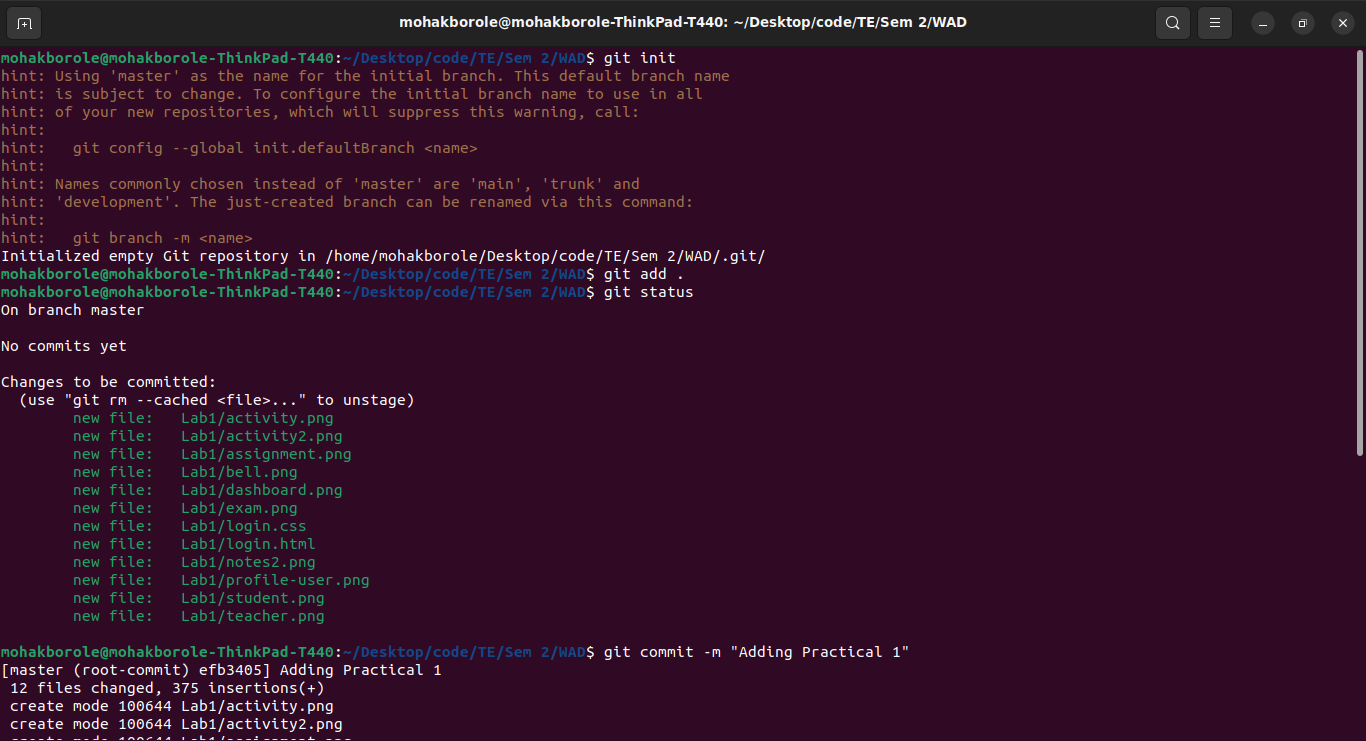 mohakborole@mohakborole-ThinkPad-T440: ~/Desktop/code/TE/Sem 2/WAD
mohakborole@mohakborole-ThinkPad-T440:~/Desktop/code/TE/Sem 2/WAD$ git init
hint: Using 'master' as the name for the initial branch. This default branch name
hint: is subject to change. To configure the initial branch name to use in all
hint: of your new repositories, which will suppress this warning, call:
hint:
hint:   git config --global init.defaultBranch <name>
hint:
hint: Names commonly chosen instead of 'master' are 'main', 'trunk' and
hint: 'development'. The just-created branch can be renamed via this command:
hint:
hint:   git branch -m <name>
Initialized empty Git repository in /home/mohakborole/Desktop/code/TE/Sem 2/WAD/.git/
mohakborole@mohakborole-ThinkPad-T440:~/Desktop/code/TE/Sem 2/WAD$ git add .
mohakborole@mohakborole-ThinkPad-T440:~/Desktop/code/TE/Sem 2/WAD$ git status
On branch master
No commits yet
Changes to be committed:
  (use "git rm --cached <file>..." to unstage)
        new file:   Lab1/activity.png
        new file:   Lab1/activity2.png
        new file:   Lab1/assignment.png
        new file:   Lab1/bell.png
        new file:   Lab1/dashboard.png
        new file:   Lab1/exam.png
        new file:   Lab1/login.css
        new file:   Lab1/login.html
        new file:   Lab1/notes2.png
        new file:   Lab1/profile-user.png
        new file:   Lab1/student.png
        new file:   Lab1/teacher.png
mohakborole@mohakborole-ThinkPad-T440:~/Desktop/code/TE/Sem 2/WAD$ git commit -m "Adding Practical 1"
[master (root-commit) efb3405] Adding Practical 1
 12 files changed, 375 insertions(+)
 create mode 100644 Lab1/activity.png
 create mode 100644 Lab1/activity2.png